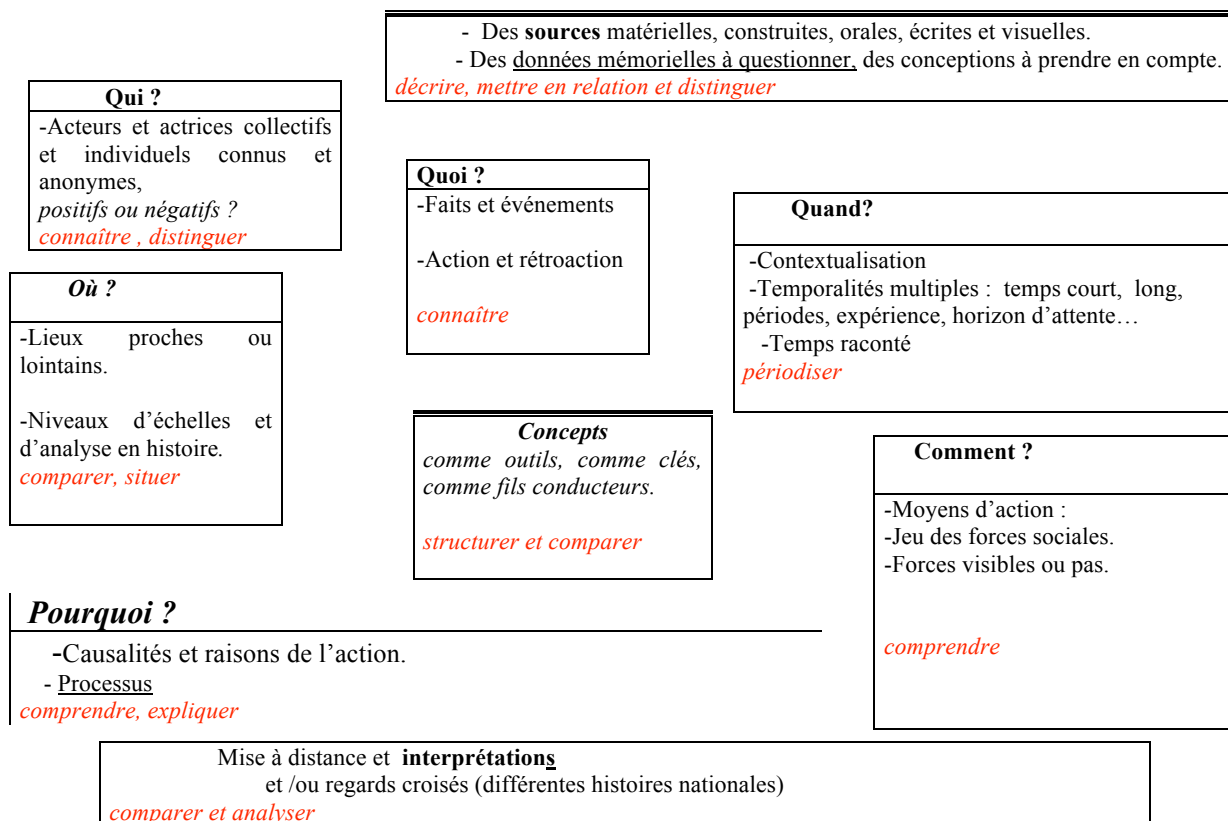 - Des sources matérielles, construites, orales, écrites et visuelles.
- Des données mémorielles à questionner, des conceptions à prendre en compte.
décrire, mettre en relation et distinguer
Qui ?
-Acteurs et actrices collectifs
et individuels connus et
anonymes,
positifs ou négatifs ?
connaître , distinguer
Quoi ?
-Faits et événements
-Action et rétroaction
connaître
Quand?
-Contextualisation
-Temporalités multiples : temps court, long,
périodes, expérience, horizon d’attente…
-Temps raconté
périodiser
Où ?
-Lieux proches ou
lointains.
-Niveaux d’échelles et
d’analyse en histoire.
comparer, situer
Concepts
comme outils, comme clés,
comme fils conducteurs.
structurer et comparer
Comment ?
-Moyens d’action :
-Jeu des forces sociales.
-Forces visibles ou pas.
comprendre
Pourquoi ?
-Causalités et raisons de l’action.
- Processus
comprendre, expliquer
Mise à distance et interprétations
et /ou regards croisés (différentes histoires nationales)
comparer et analyser